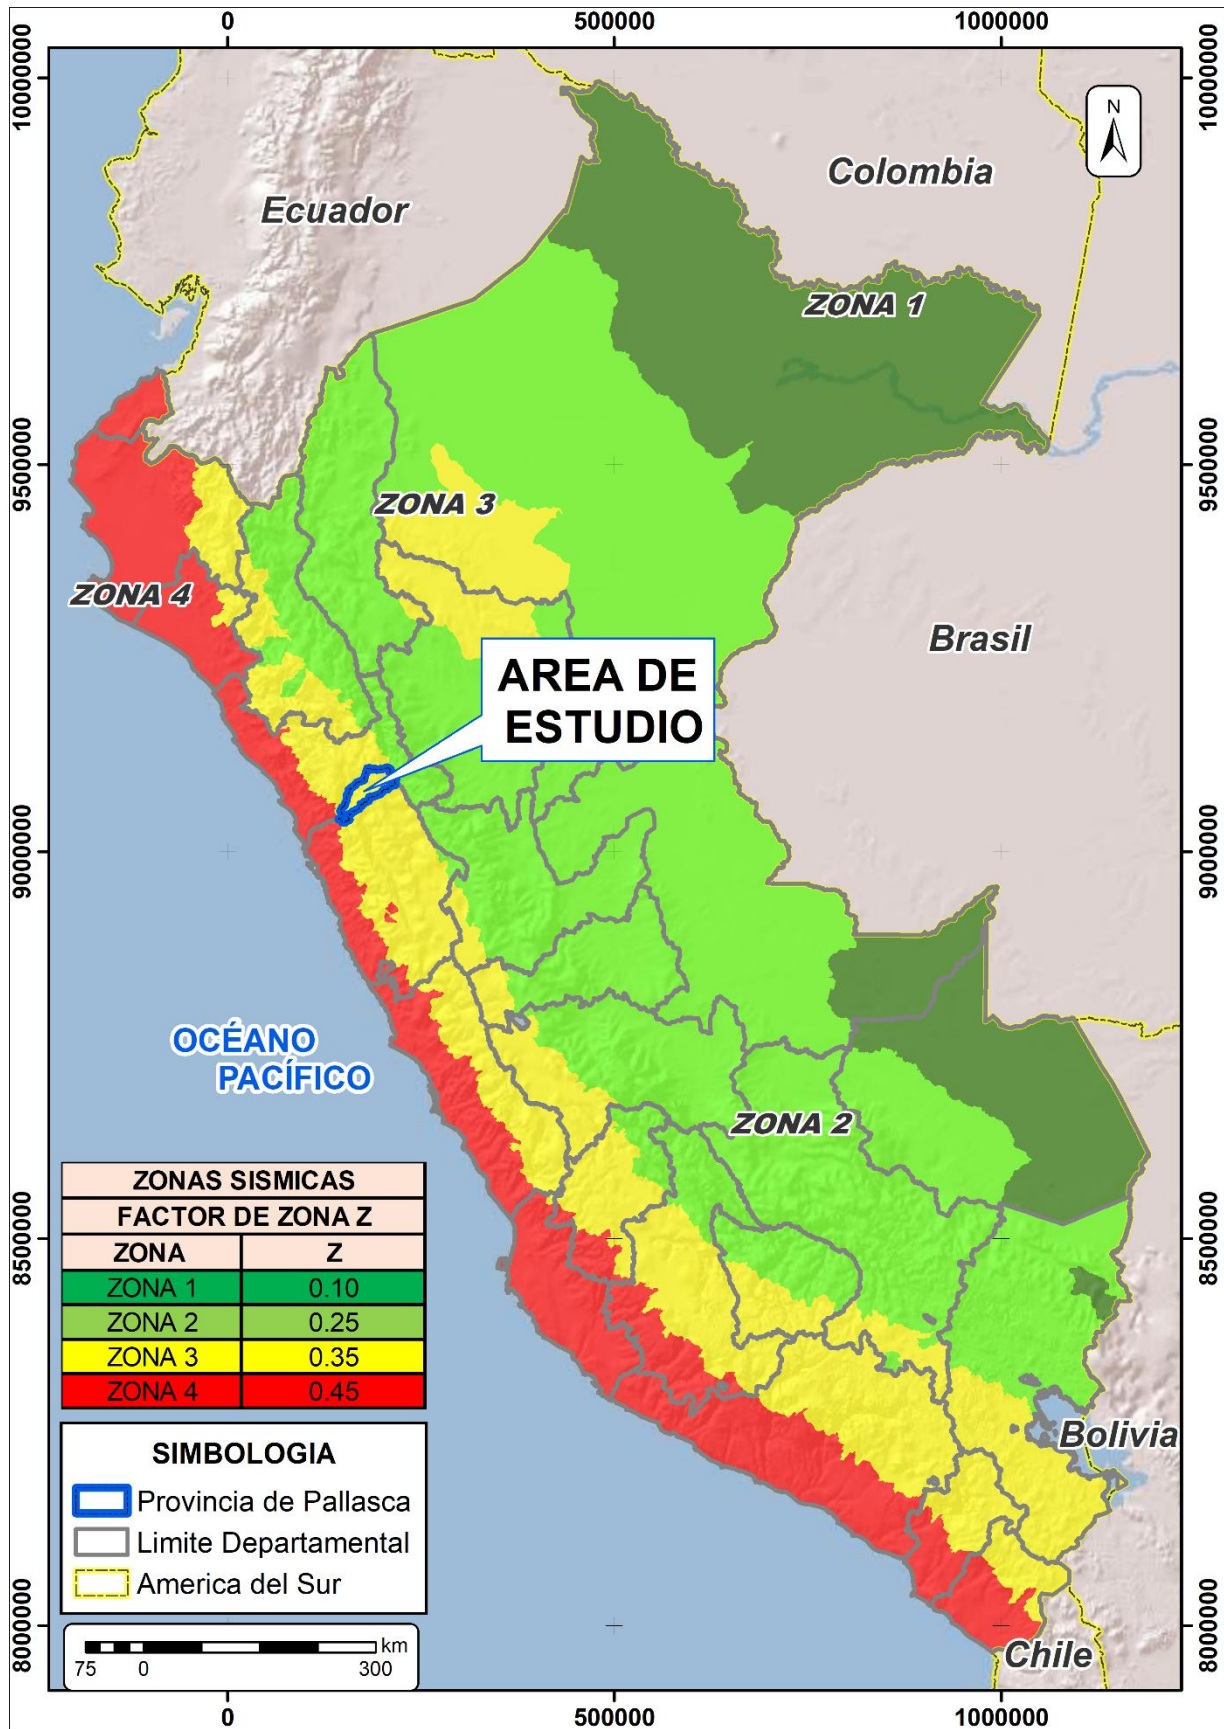 0 500000 1000000
10000000 10000000
N
Colombia
Ecuador
ZONA 1
9500000 9500000
ZONA 3
ZONA 4
Brasil
AREA DE
ESTUDIO
9000000 9000000
OCÉANO
PACÍFICO
ZONA 2
ZONAS SISMICAS
FACTOR DE ZONA Z
ZONA Z
ZONA 1 0.10
ZONA 2 0.25
ZONA 3 0.35
ZONA 4 0.45
8500000 8500000
Bolivia
SIMBOLOGIA
Provincia de Pallasca
Limite Departamental
America del Sur
8000000 8000000
km
75 0 300
Chile
0 500000 1000000